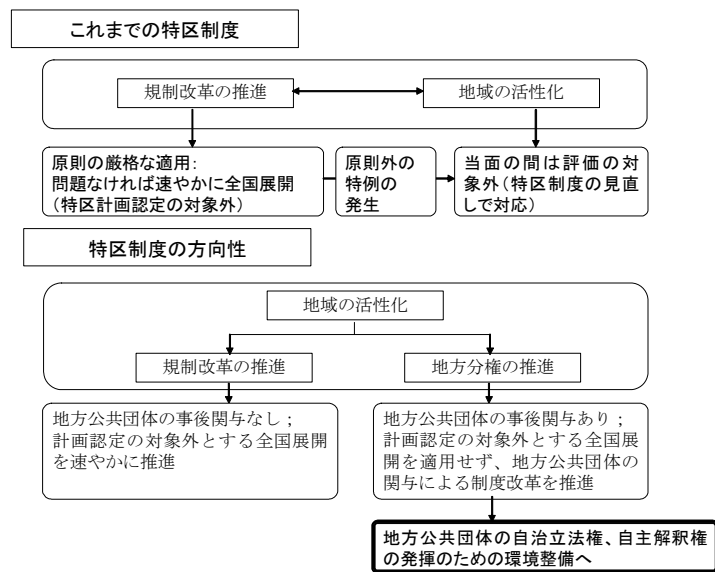 これまでの特区制度
規制改革の推進
地域の活性化
原則の厳格な適用:
問題なければ速やかに全国展開
(特区計画認定の対象外)
原則外の
特例の
発生
当面の間は評価の対
象外(特区制度の見直
しで対応)
特区制度の方向性
地域の活性化
規制改革の推進
地方分権の推進
地方公共団体の事後関与なし;
計画認定の対象外とする全国展開
を速やかに推進
地方公共団体の事後関与あり;
計画認定の対象外とする全国展
開を適用せず、地方公共団体の
関与による制度改革を推進
地方公共団体の自治立法権、自主解釈権
の発揮のための環境整備へ